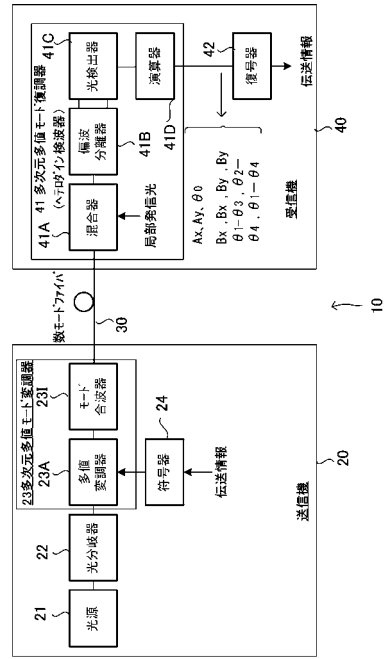 20
送信機
21
光源
22
光分岐器
23多次元多値モード変調器
23A
多値
変調器
23I
モード
合波器
24
符号器
伝送情報
数モードファイバ
30
10
40
受信機
41 多次元多値モード復調器
(ヘテロダイン検波器)
41A
混合器
局部発信光
偏波
分離器
41B
41C
光検出器
演算器
41D
42
復号器
伝送情報
Ax、Ay、θ0
Bx , Bx , By , By
θ1−θ3 , θ2−
θ4 , θ1−θ4